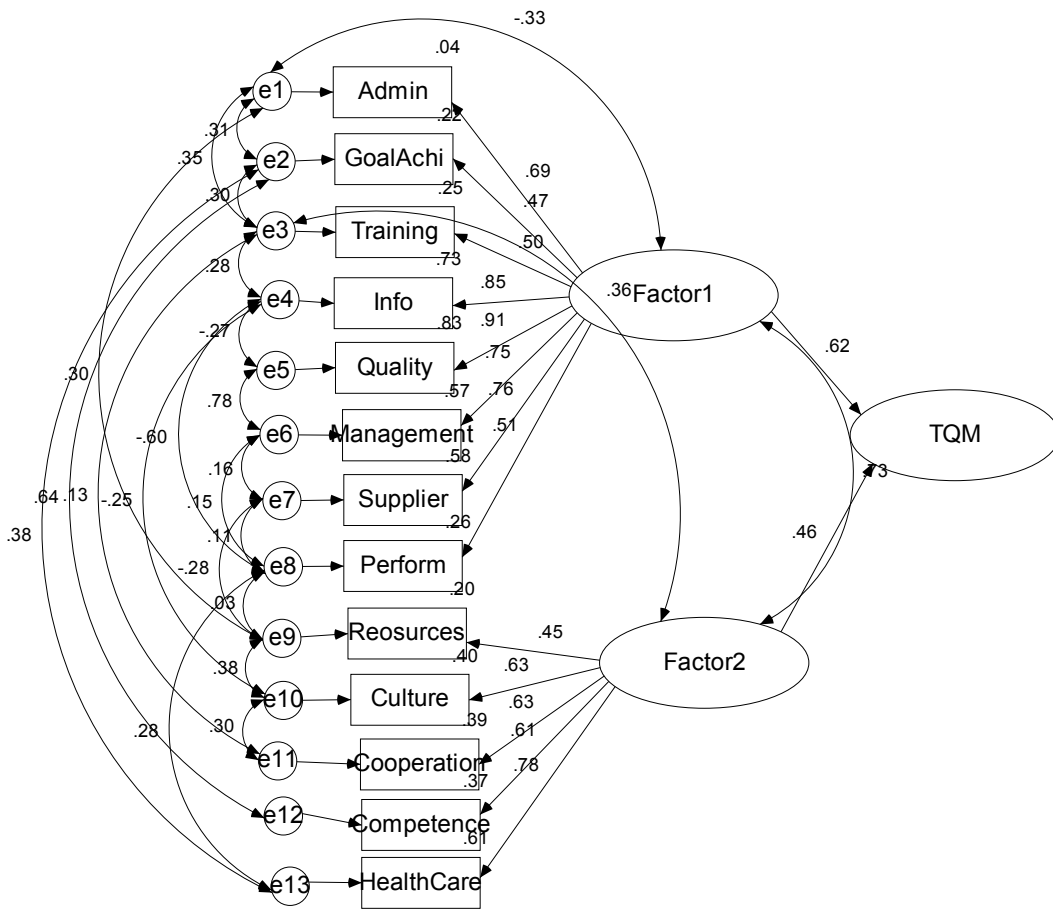 -.33
.04
e1
Admin
.22
.31
.35
.69
e2
GoalAchi
.25
.47
.30
e3
Training
.73
.50
.28
e4
Info
.83
.85
.36
Factor1
-.27
.91
.62
e5
Quality
.57
.75
.30
.78
.76
e6
Management
.58
.51
-.60
TQM
.16
.73
.64
.13
-.25
e7
Supplier
.26
.15
.38
.11
.46
e8
Perform
.20
-.28
.03
e9
Reosurces
.40
.45
.63
Factor2
.38
e10
Culture
.39
.63
.28
.30
.61
e11
Cooperation
.37
.78
e12
Competence
.61
e13
HealthCare